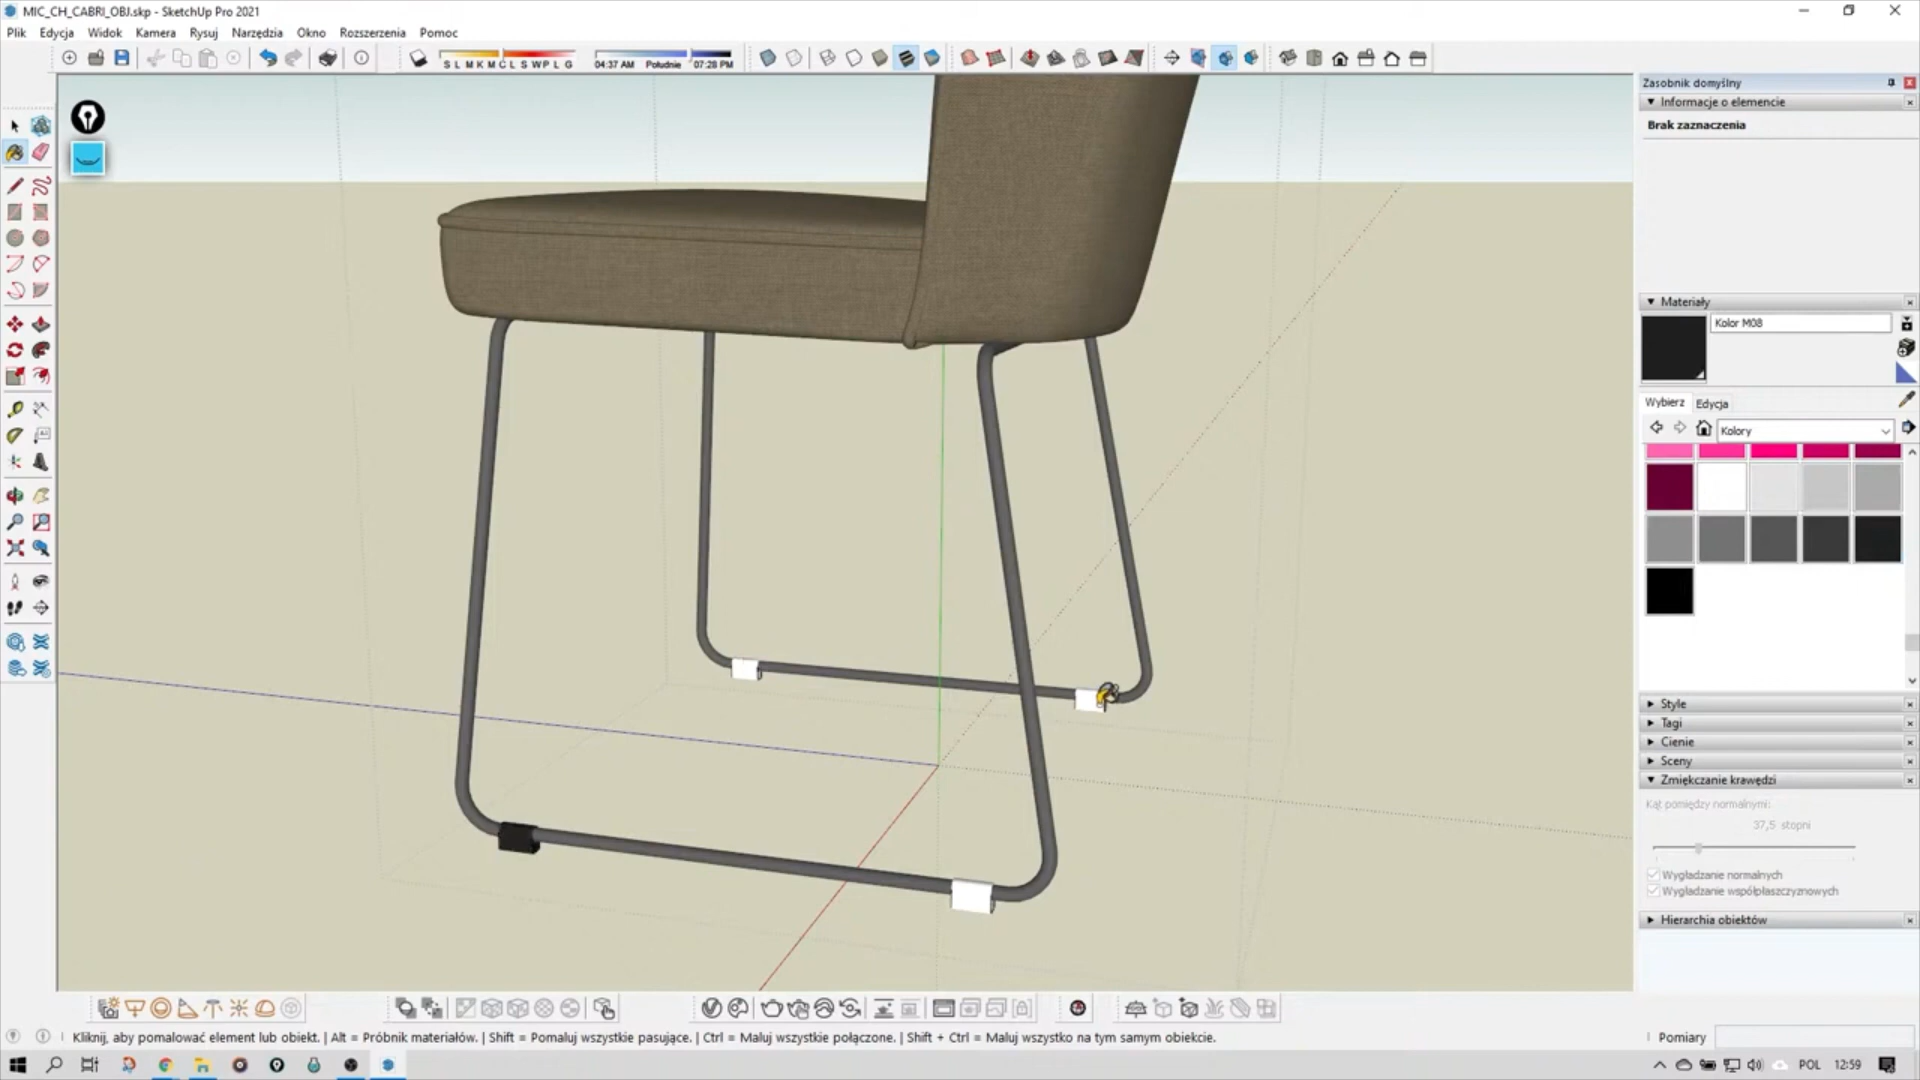 MIC_CH_CABRI_OBJ.skp - SketchUp Pro 2021
Plik Edycja Widok Kamera Rysuj Narzędzia Okno Rozszerzenia Pomoc
04:37 AM Południe 07:28 PM
Zasobnik domyślny
Informacje o elemencie
Brak zaznaczenia
Materiały
Kolor M08
Wybierz Edycja
Kolory
Style
Tagi
Cienie
Sceny
Zmiękczanie krawędzi
Kąt pomiędzy normalnymi:
37,5 stopni
Wygładzanie normalnych
Wygładzanie współpłaszczyznowych
Hierarchia obiektów
Kliknij, aby pomalować element lub obiekt. | Alt = Próbnik materiałów. | Shift = Pomaluj wszystkie pasujące. | Ctrl = Maluj wszystkie połączone. | Shift + Ctrl = Maluj wszystko na tym samym obiekcie.
Pomiary
POL 12:59